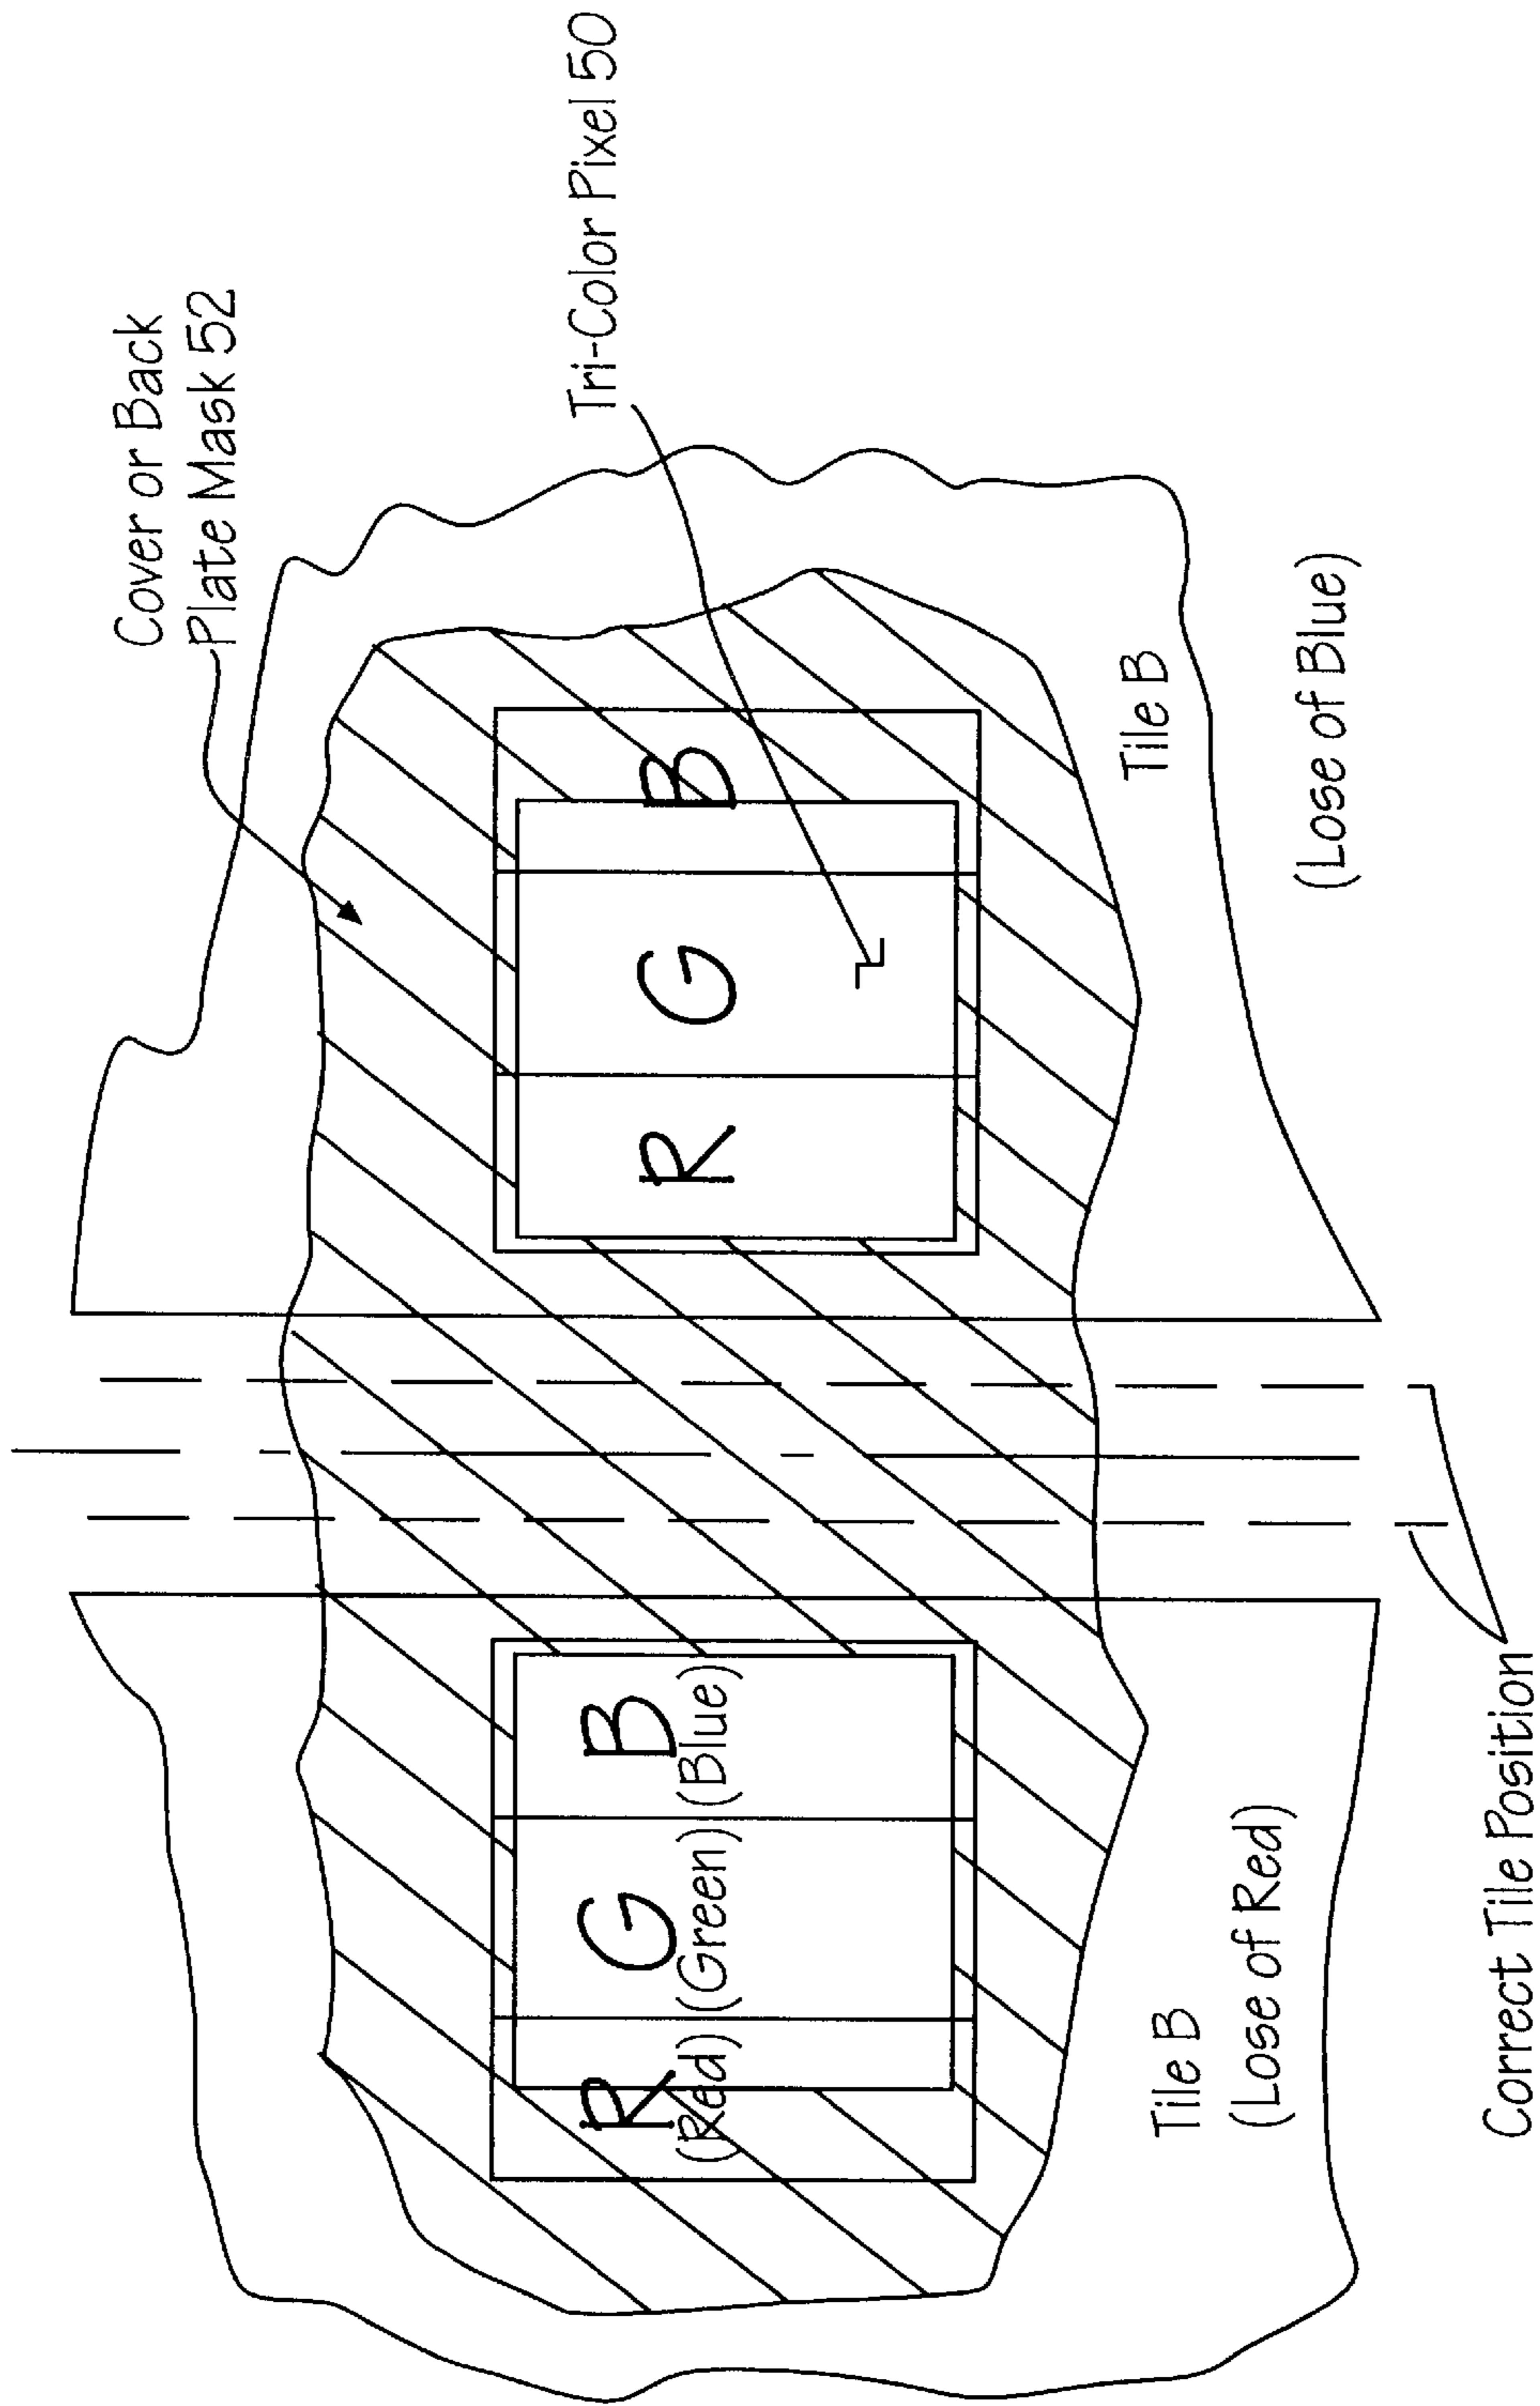 Cover or Back
Plate Mask 52
Tri-Color Pixel 50
R G B
(Red) (Green) (Blue)
R G B
Tile B
(Lose of Red)
Tile B
(Lose of Blue)
Correct Tile Position